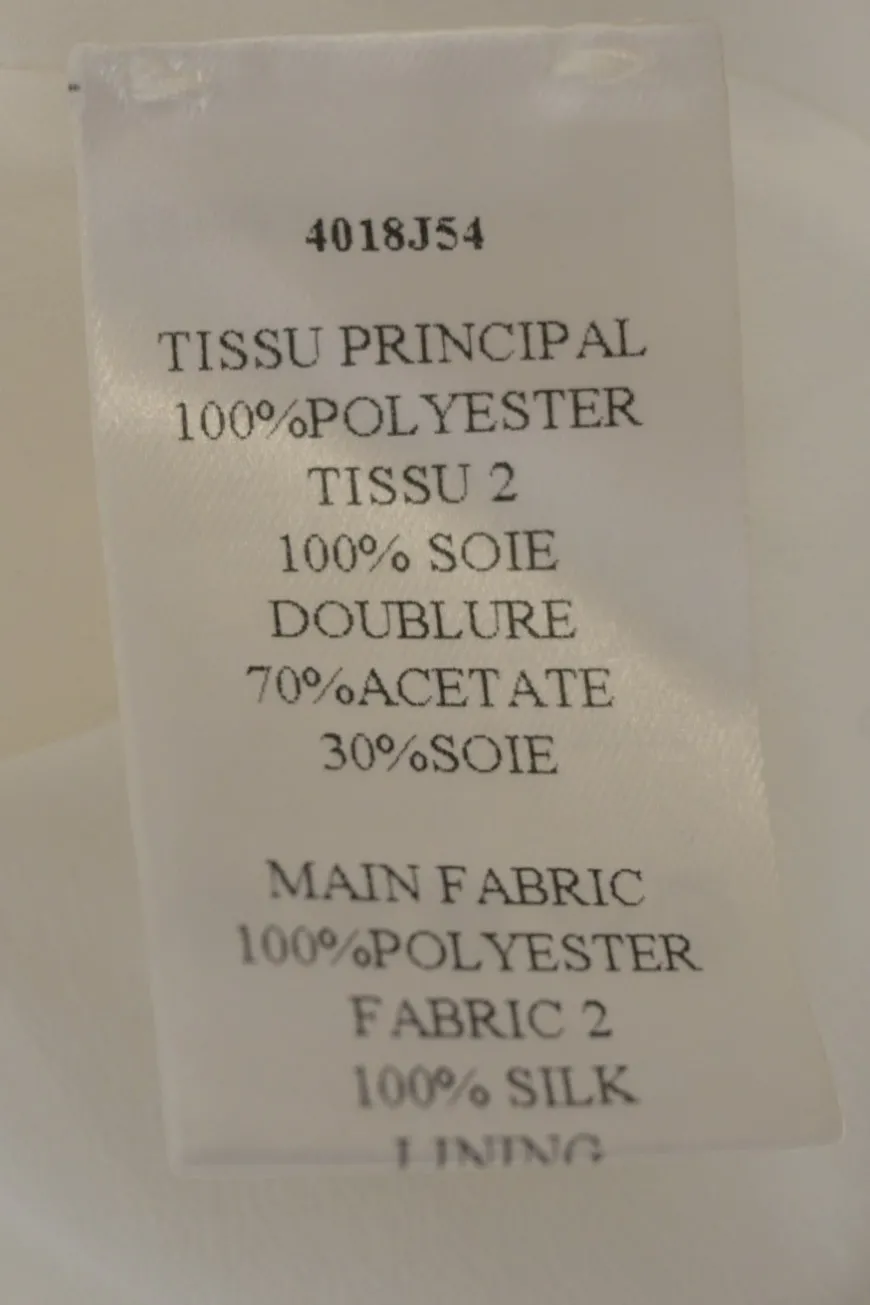 4018J54
TISSU PRINCIPAL
100%POLYESTER
TISSU 2
100% SOIE
DOUBLURE
70%ACETATE
30%SOIE
MAIN FABRIC
100%POLYESTER
FABRIC 2
100% SILK
LINING